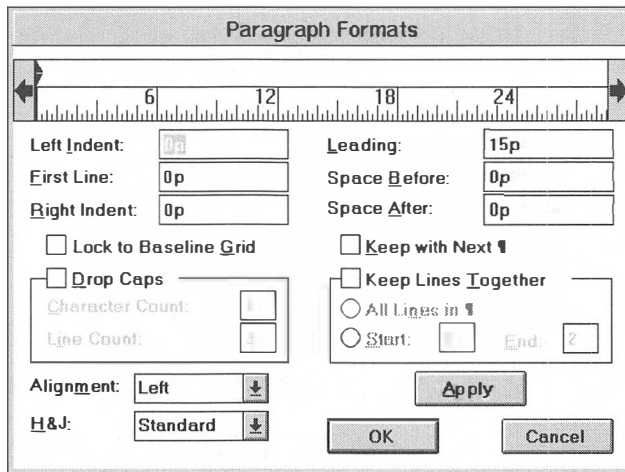 Paragraph Formats
6 12 18 24
Left Indent: 0p Leading: 15p
First Line: 0p Space Before: 0p
Right Indent: 0p Space After: 0p
Lock to Baseline Grid Keep with Next ¶
Drop Caps Keep Lines Together
Character Count: All Lines in ¶
Line Count: 3 Start: End: 2
Alignment: Left Apply
H&J: Standard OK Cancel